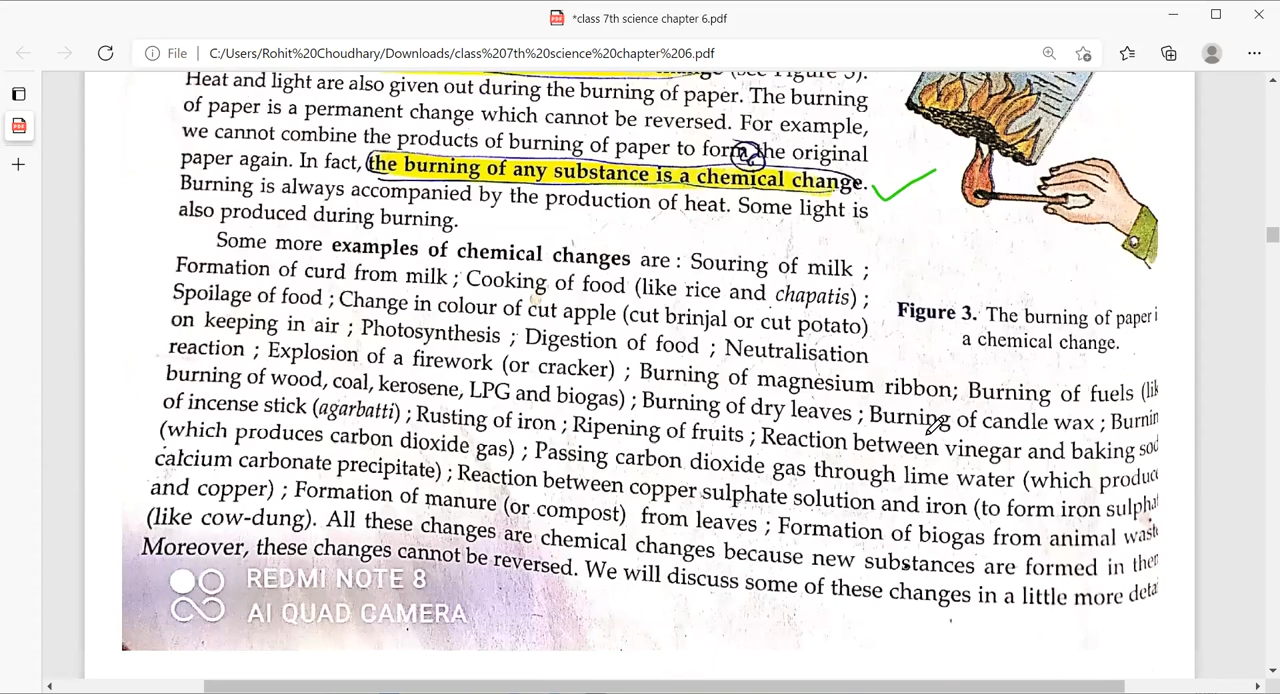 *class 7th science chapter 6.pdf
File | C:/Users/Rohit%20Choudhary/Downloads/class%207th%20science%20chapter%206.pdf
(see Figure 3).
Heat and light are also given out during the burning of paper. The burning
of paper is a permanent change which cannot be reversed. For example,
we cannot combine the products of burning of paper to form the original
paper again. In fact, the burning of any substance is a chemical change.
Burning is always accompanied by the production of heat. Some light is
also produced during burning.
Some more examples of chemical changes are : Souring of milk ;
Formation of curd from milk ; Cooking of food (like rice and chapatis) ;
Spoilage of food ; Change in colour of cut apple (cut brinjal or cut potato)
on keeping in air ; Photosynthesis ; Digestion of food ; Neutralisation
reaction ; Explosion of a firework (or cracker) ; Burning of magnesium ribbon; Burning of fuels (lik
burning of wood, coal, kerosene, LPG and biogas) ; Burning of dry leaves ; Burning of candle wax ; Burnin
of incense stick (agarbatti) ; Rusting of iron ; Ripening of fruits ; Reaction between vinegar and baking sod
(which produces carbon dioxide gas) ; Passing carbon dioxide gas through lime water (which produc
calcium carbonate precipitate) ; Reaction between copper sulphate solution and iron (to form iron sulpha
and copper) ; Formation of manure (or compost) from leaves ; Formation of biogas from animal wast
(like cow-dung). All these changes are chemical changes because new substances are formed in then
Moreover, these changes cannot be reversed. We will discuss some of these changes in a little more deta
Figure 3. The burning of paper i
a chemical change.
REDMI NOTE 8
AI QUAD CAMERA